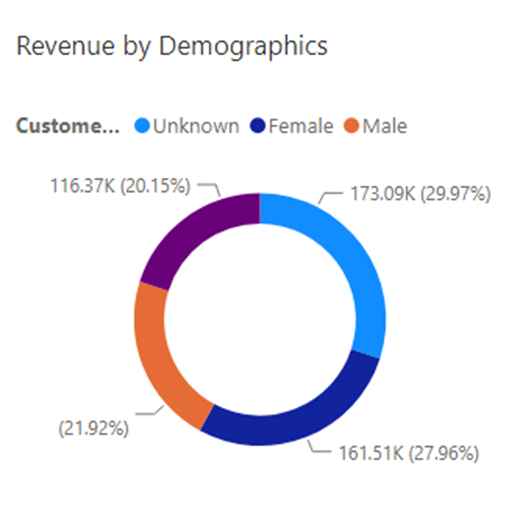 Revenue by Demographics
Custome... Unknown Female Male
116.37K (20.15%)
173.09K (29.97%)
(21.92%)
161.51K (27.96%)